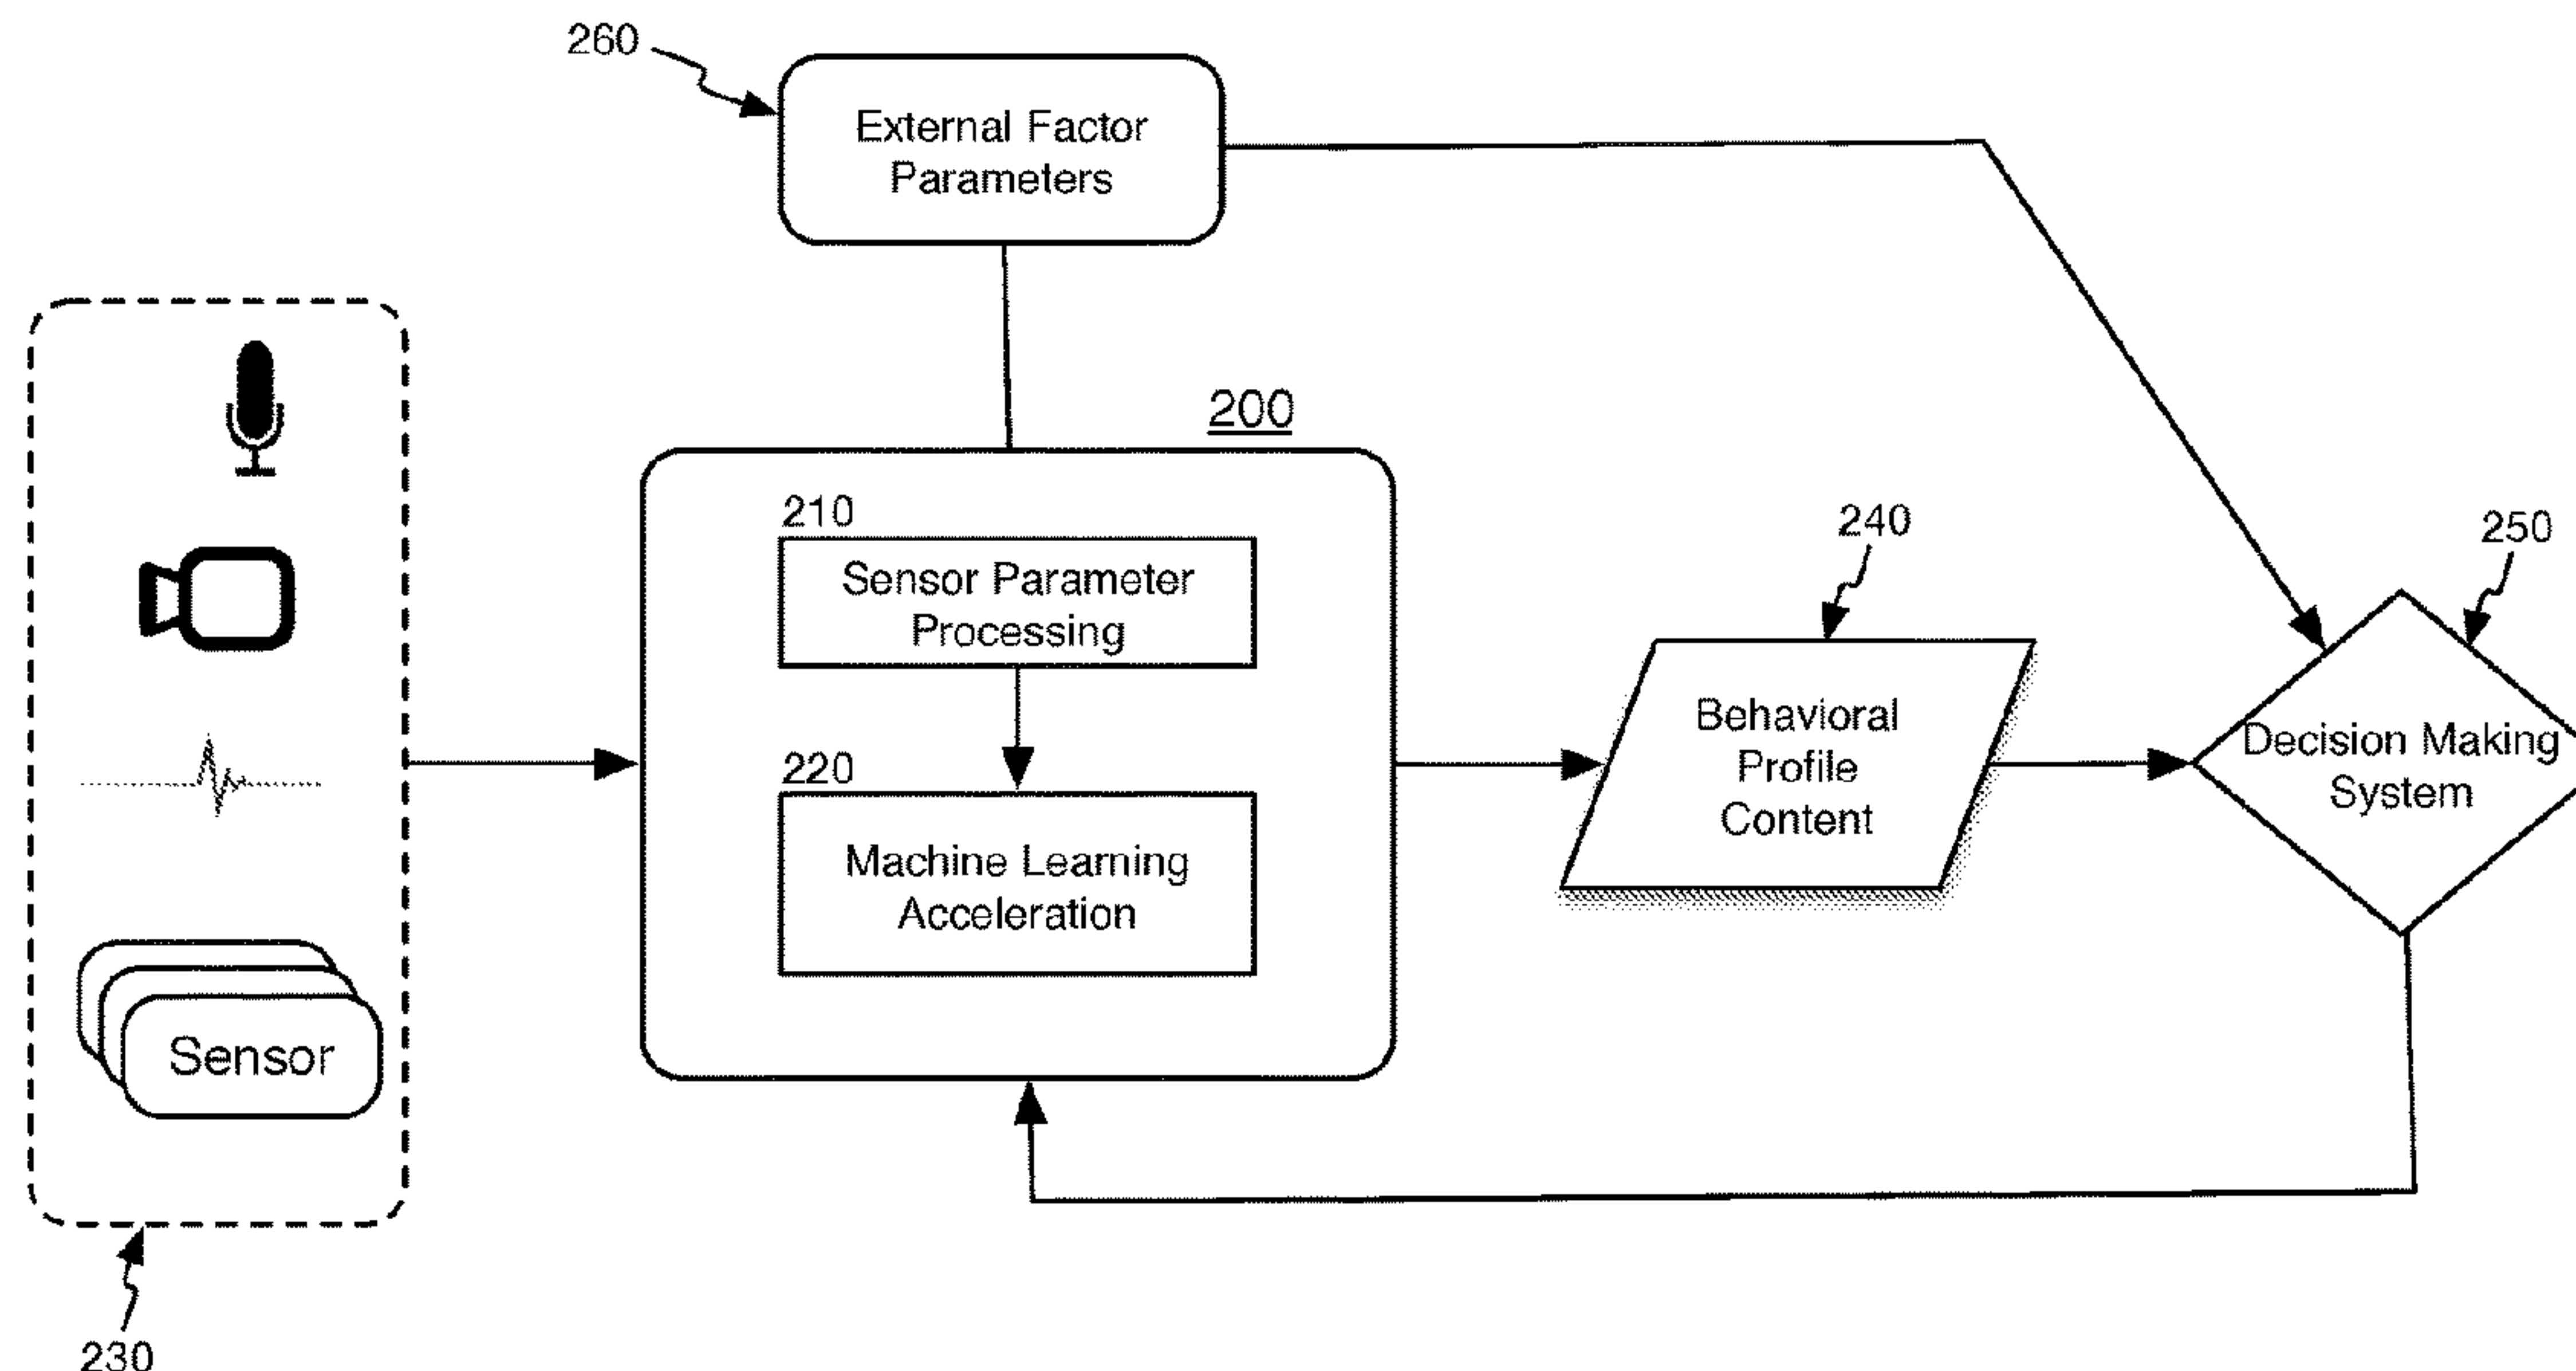 260
External Factor
Parameters
200
210
Sensor Parameter
Processing
220
Machine Learning
Acceleration
240
Behavioral
Profile
Content
250
Decision Making
System
Sensor
230